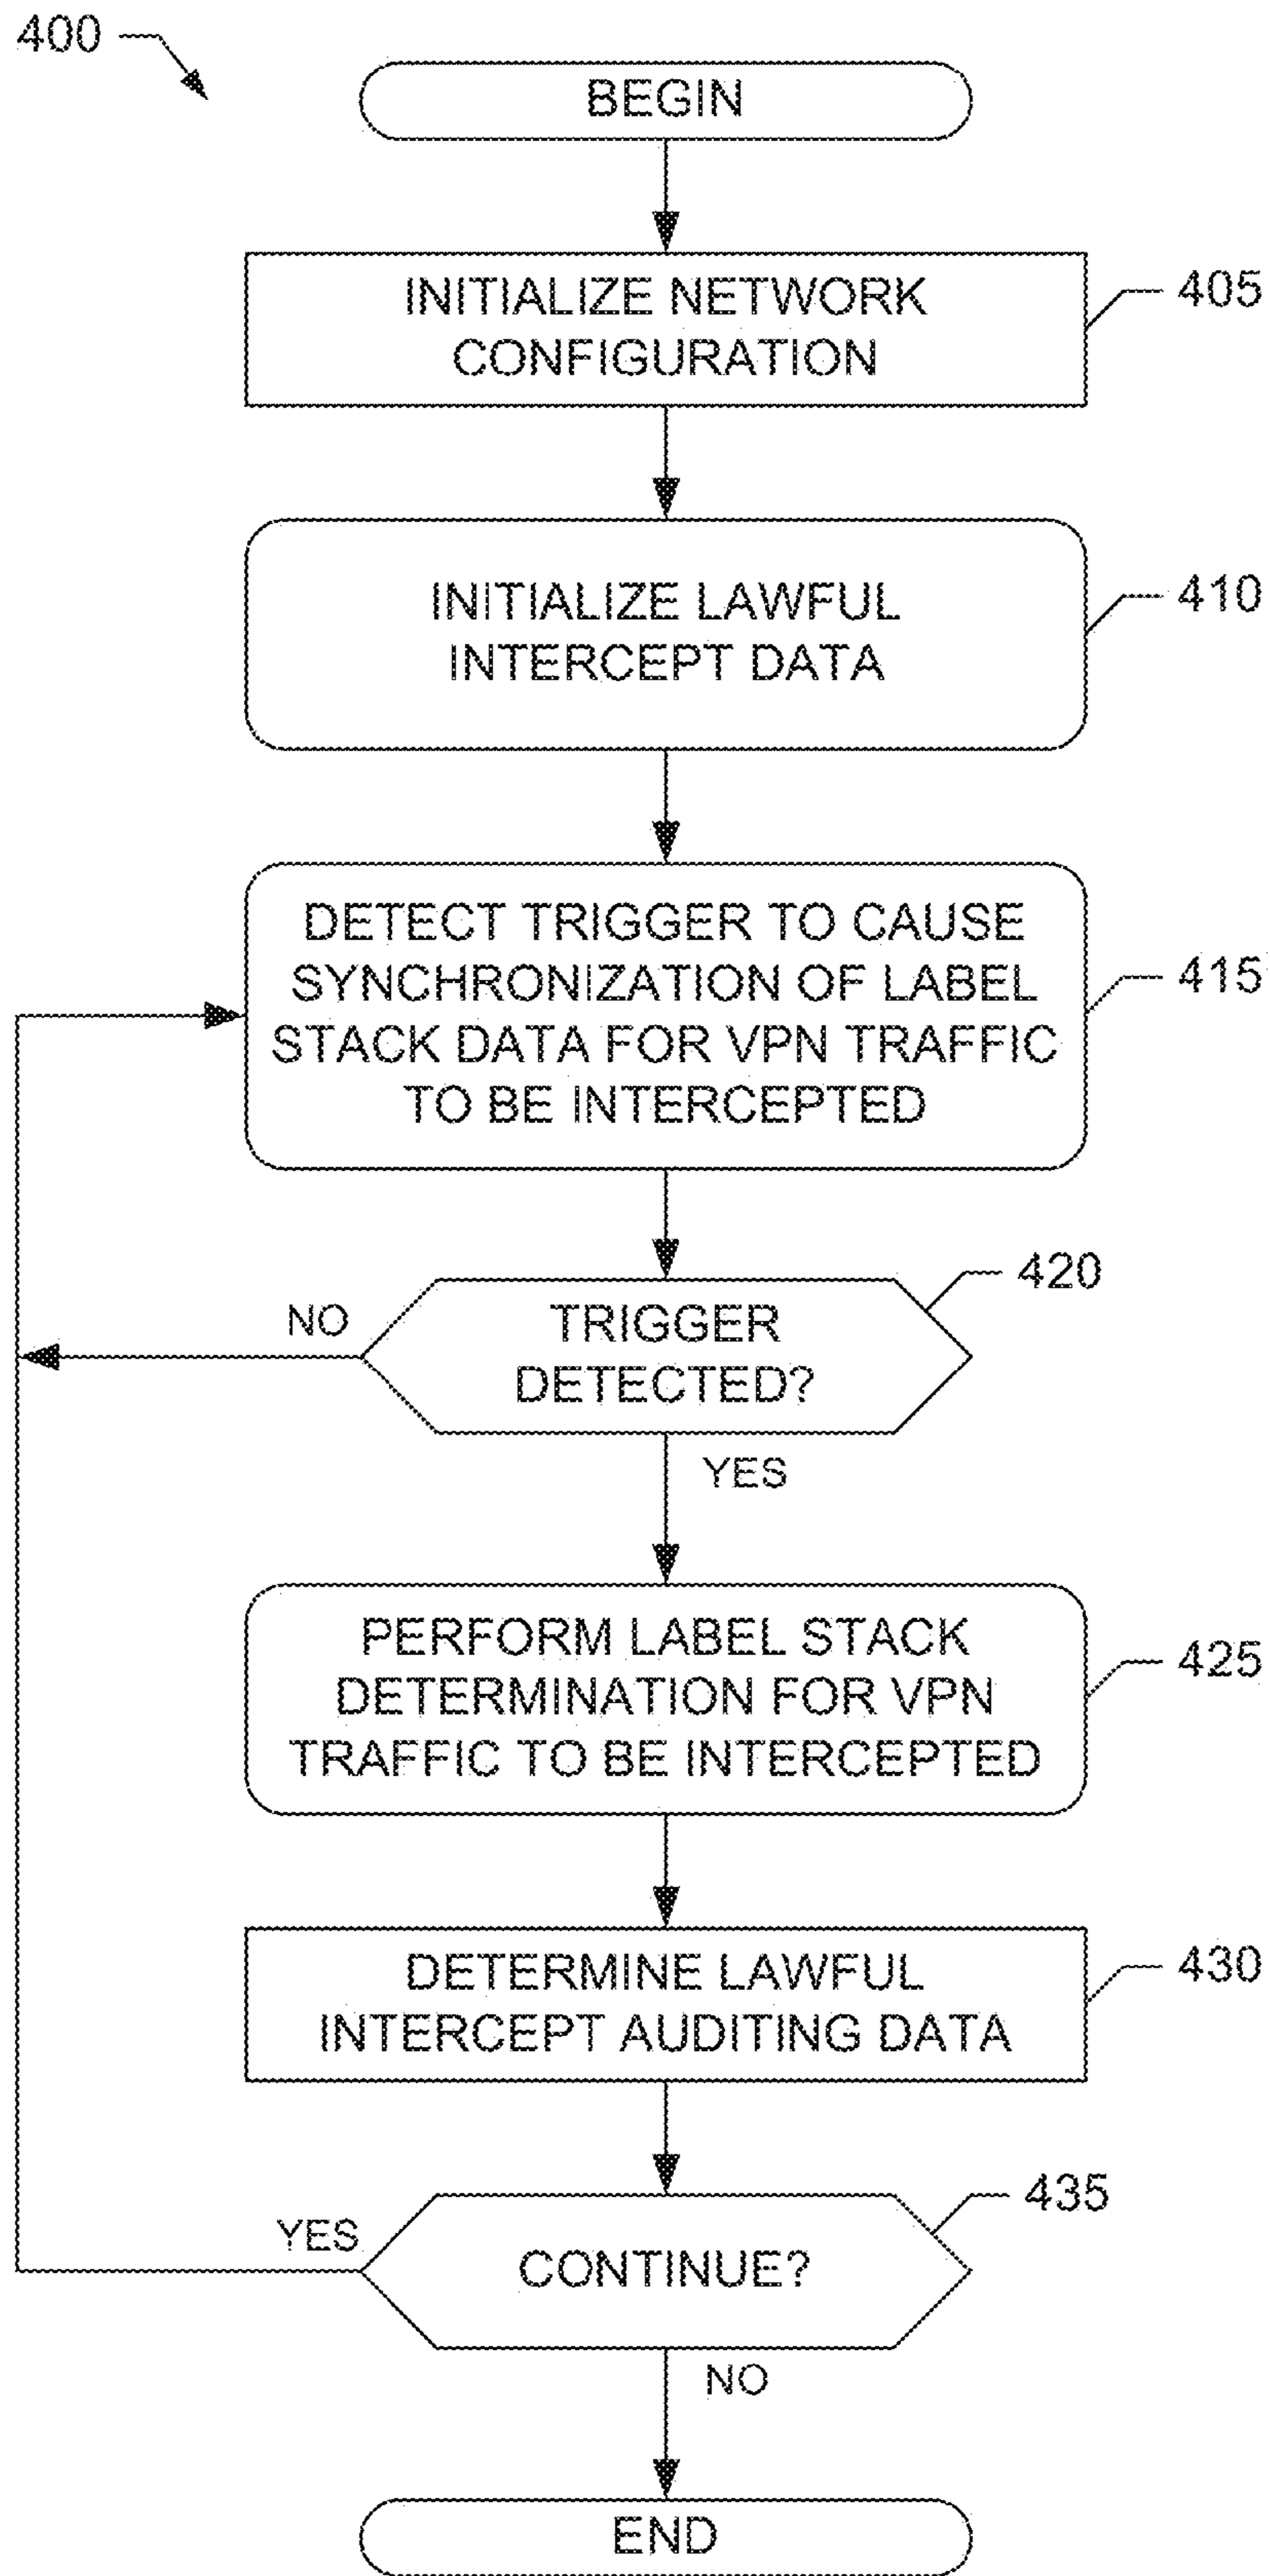 400
BEGIN
INITIALIZE NETWORK
CONFIGURATION
405
INITIALIZE LAWFUL
INTERCEPT DATA
410
DETECT TRIGGER TO CAUSE
SYNCHRONIZATION OF LABEL
STACK DATA FOR VPN TRAFFIC
TO BE INTERCEPTED
415
420
TRIGGER
DETECTED?
NO
YES
PERFORM LABEL STACK
DETERMINATION FOR VPN
TRAFFIC TO BE INTERCEPTED
425
DETERMINE LAWFUL
INTERCEPT AUDITING DATA
430
435
CONTINUE?
YES
NO
END